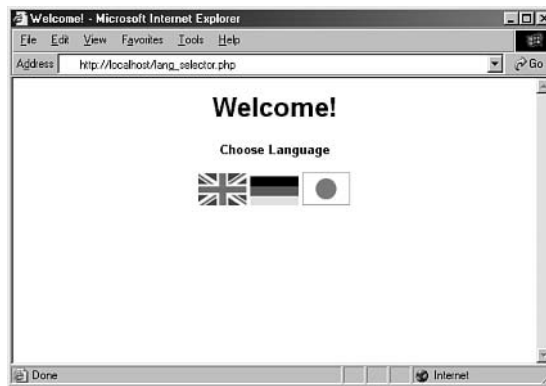 Welcome! - Microsoft Internet Explorer
File Edit View Favorites Tools Help
Address http://localhost/lang_selector.php Go
Welcome!
Choose Language
Done Internet